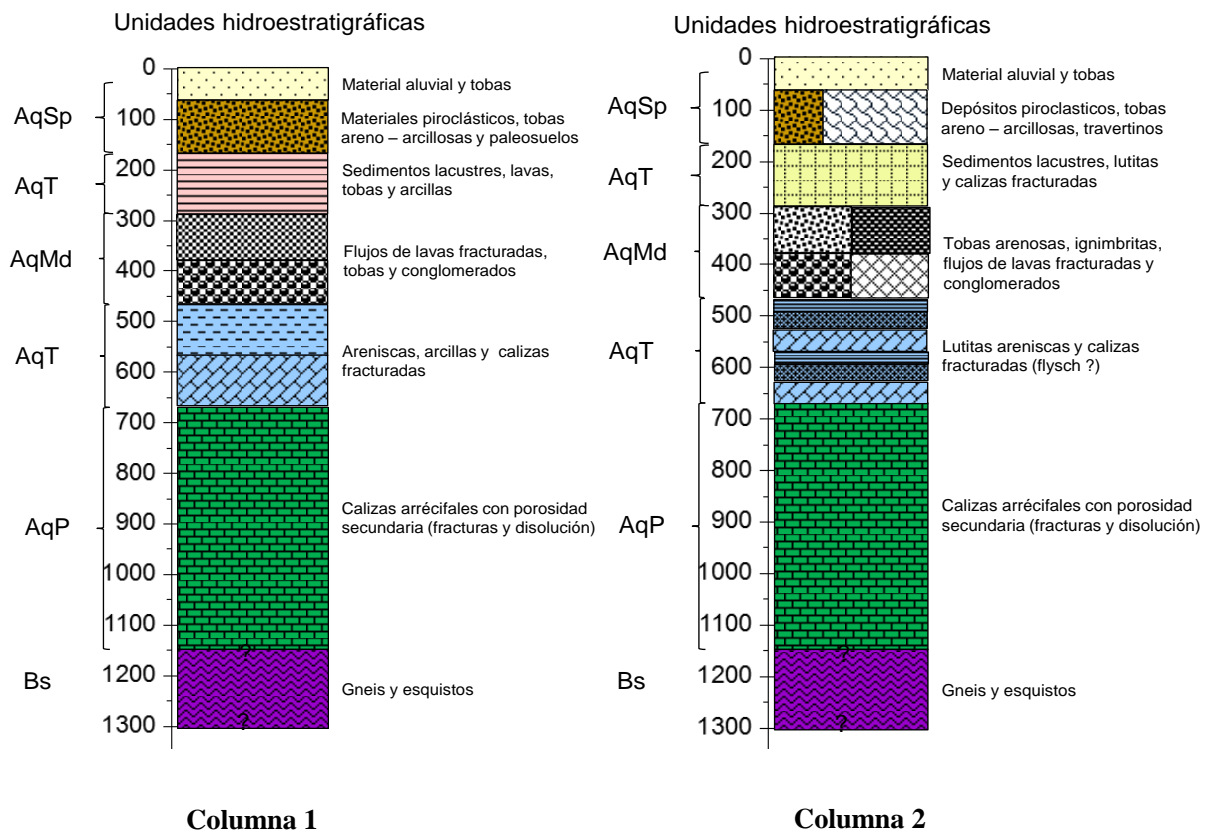 Unidades hidroestratigráficas
0
100
200
300
400
500
600
700
800
900
1000
1100
1200
1300
AqSp
AqT
AqMd
AqT
AqP
Bs
Material aluvial y tobas
Materiales piroclásticos, tobas
areno – arcillosas y paleosuelos
Sedimentos lacustres, lavas,
tobas y arcillas
Flujos de lavas fracturadas,
tobas y conglomerados
Areniscas, arcillas y calizas
fracturadas
Calizas arrécifales con porosidad
secundaria (fracturas y disolución)
?
Gneis y esquistos
?
Columna 1
Unidades hidroestratigráficas
0
100
200
300
400
500
600
700
800
900
1000
1100
1200
1300
AqSp
AqT
AqMd
AqT
AqP
Bs
Material aluvial y tobas
Depósitos piroclasticos, tobas
areno – arcillosas, travertinos
Sedimentos lacustres, lutitas
y calizas fracturadas
Tobas arenosas, ignimbritas,
flujos de lavas fracturadas y
conglomerados
Lutitas areniscas y calizas
fracturadas (flysch ?)
Calizas arrécifales con porosidad
secundaria (fracturas y disolución)
?
Gneis y esquistos
?
Columna 2